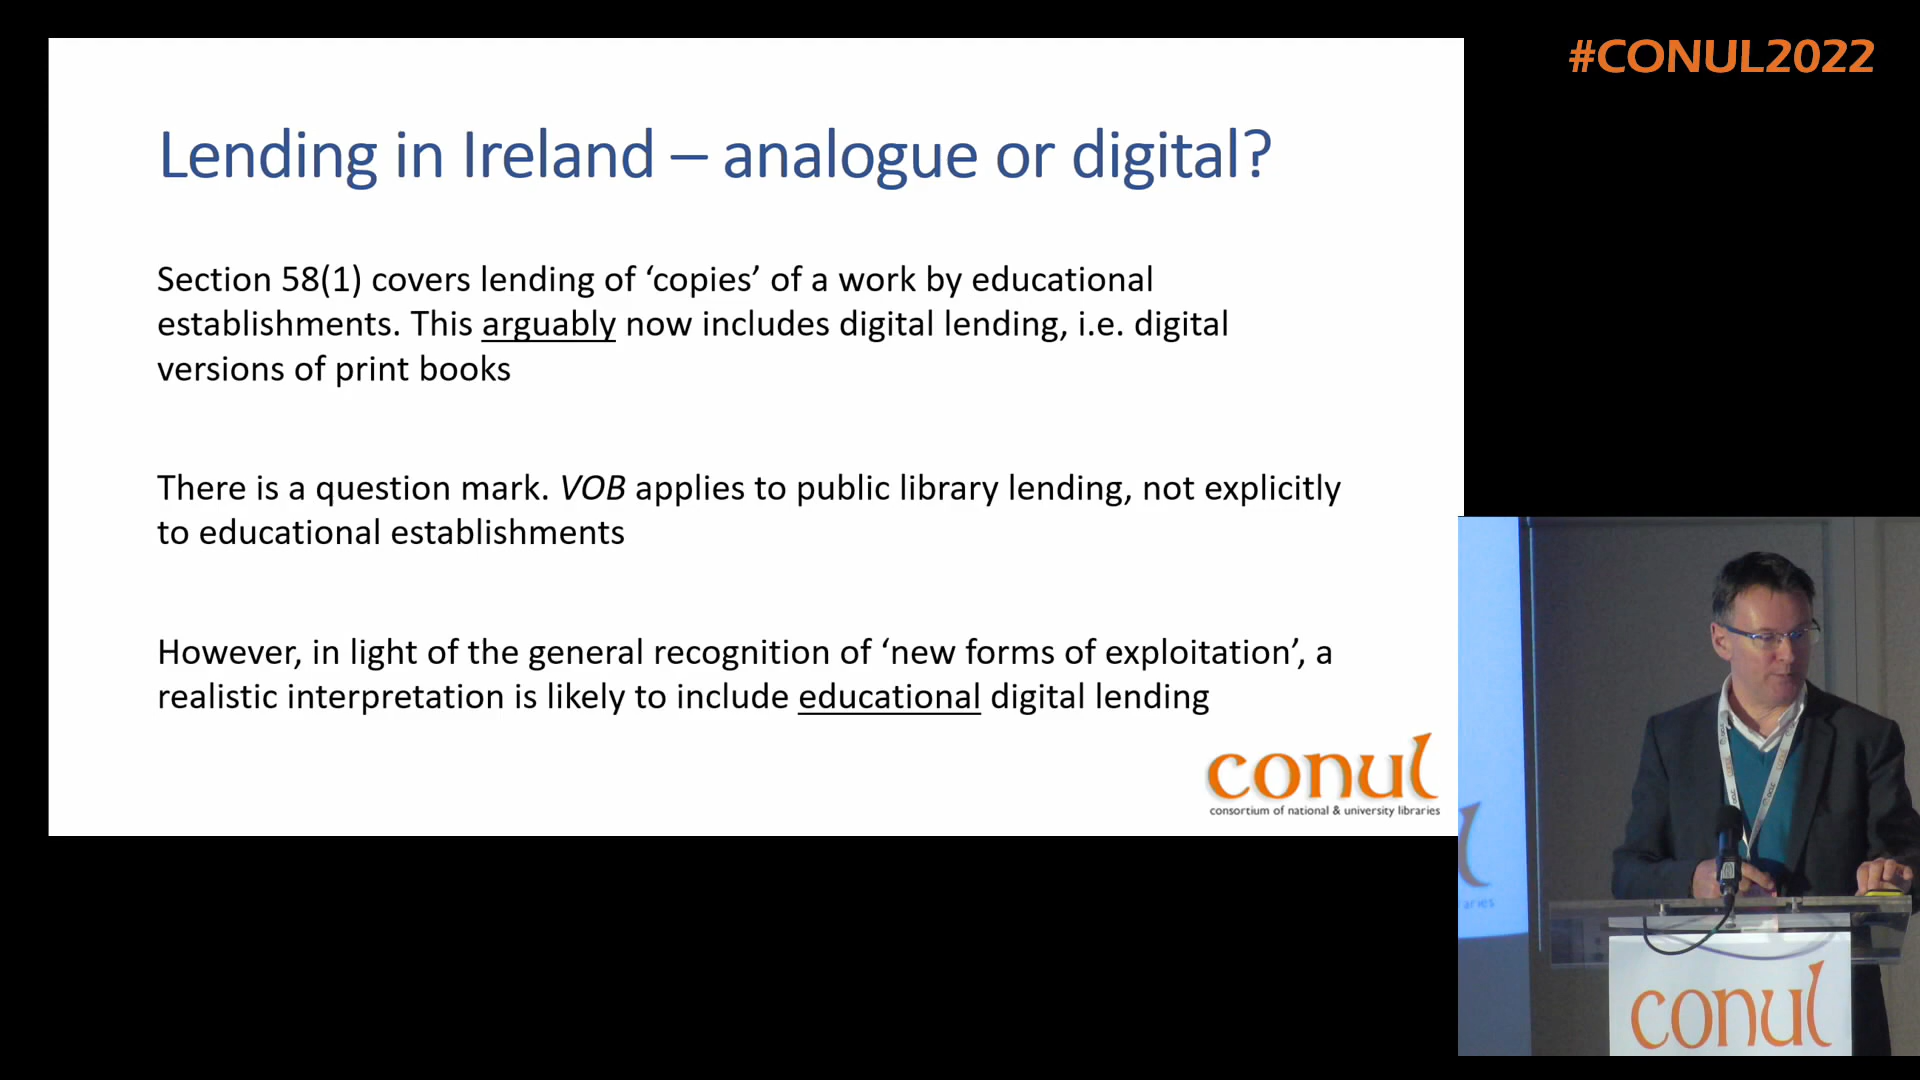 #CONUL2022
Lending in Ireland – analogue or digital?
Section 58(1) covers lending of ‘copies’ of a work by educational
establishments. This arguably now includes digital lending, i.e. digital
versions of print books
There is a question mark. VOB applies to public library lending, not explicitly
to educational establishments
However, in light of the general recognition of ‘new forms of exploitation’, a
realistic interpretation is likely to include educational digital lending
conul
consortium of national & university libraries
conul